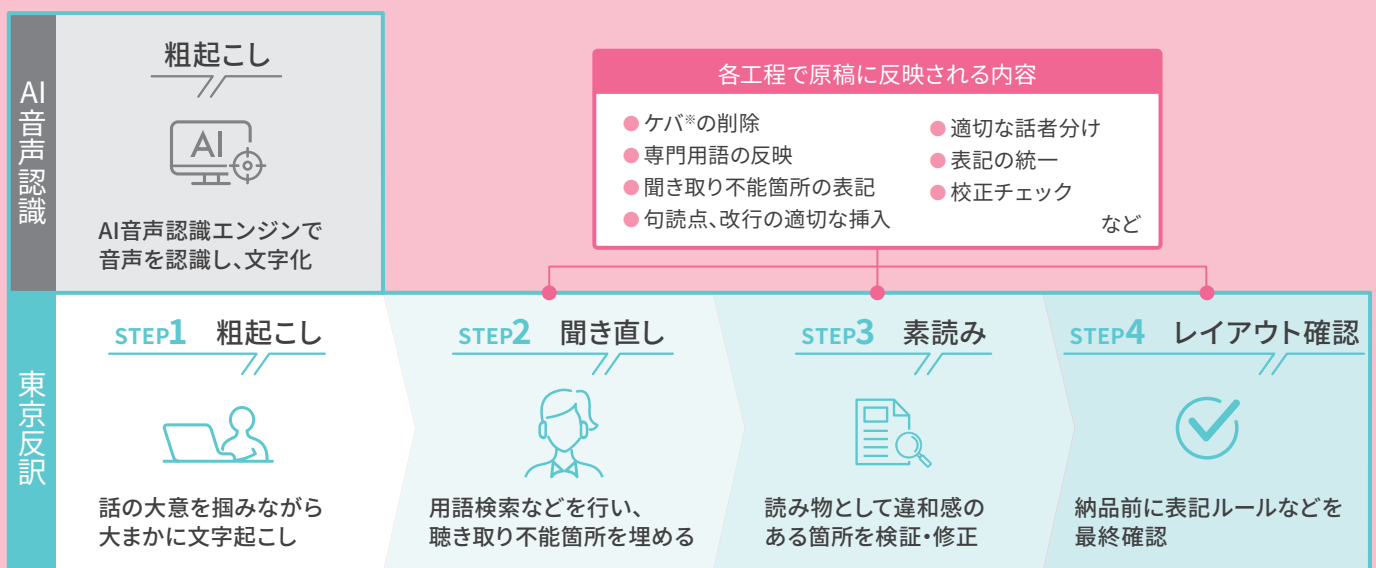 AI音声認識
粗起こし
AI
AI音声認識エンジンで
音声を認識し、文字化
各工程で原稿に反映される内容
●ケバ※の削除
●専門用語の反映
●聞き取り不能箇所の表記
●句読点、改行の適切な挿入
●適切な話者分け
●表記の統一
●校正チェック
など
東京反訳
STEP1 粗起こし
話の大意を掴みながら
大まかに文字起こし
STEP2 聞き直し
用語検索などを行い、
聴き取り不能箇所を埋める
STEP3 素読み
読み物として違和感の
ある箇所を検証・修正
STEP4 レイアウト確認
納品前に表記ルールなどを
最終確認